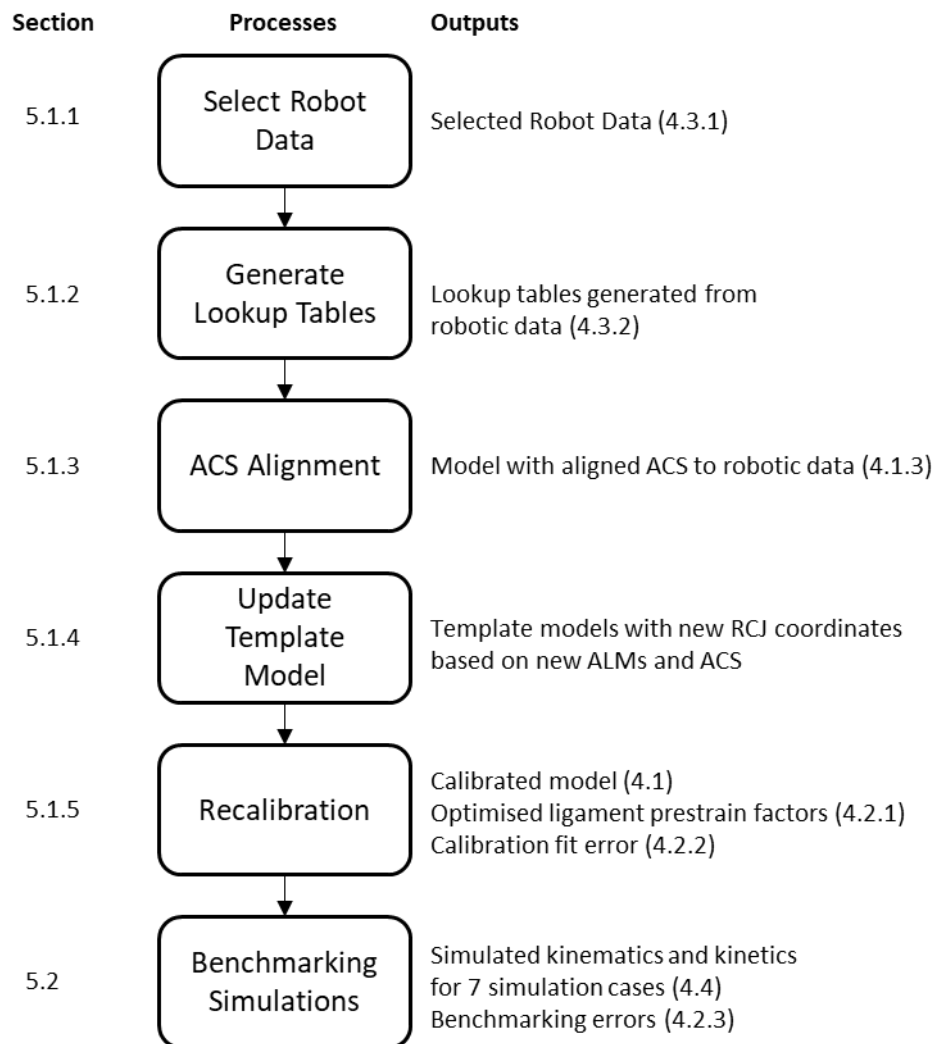 Section Processes Outputs
5.1.1
Select Robot
Data
Selected Robot Data (4.3.1)
5.1.2
Generate
Lookup Tables
Lookup tables generated from
robotic data (4.3.2)
5.1.3
ACS Alignment
Model with aligned ACS to robotic data (4.1.3)
5.1.4
Update
Template
Model
Template models with new RCJ coordinates
based on new ALMs and ACS
5.1.5
Recalibration
Calibrated model (4.1)
Optimised ligament prestrain factors (4.2.1)
Calibration fit error (4.2.2)
5.2
Benchmarking
Simulations
Simulated kinematics and kinetics
for 7 simulation cases (4.4)
Benchmarking errors (4.2.3)